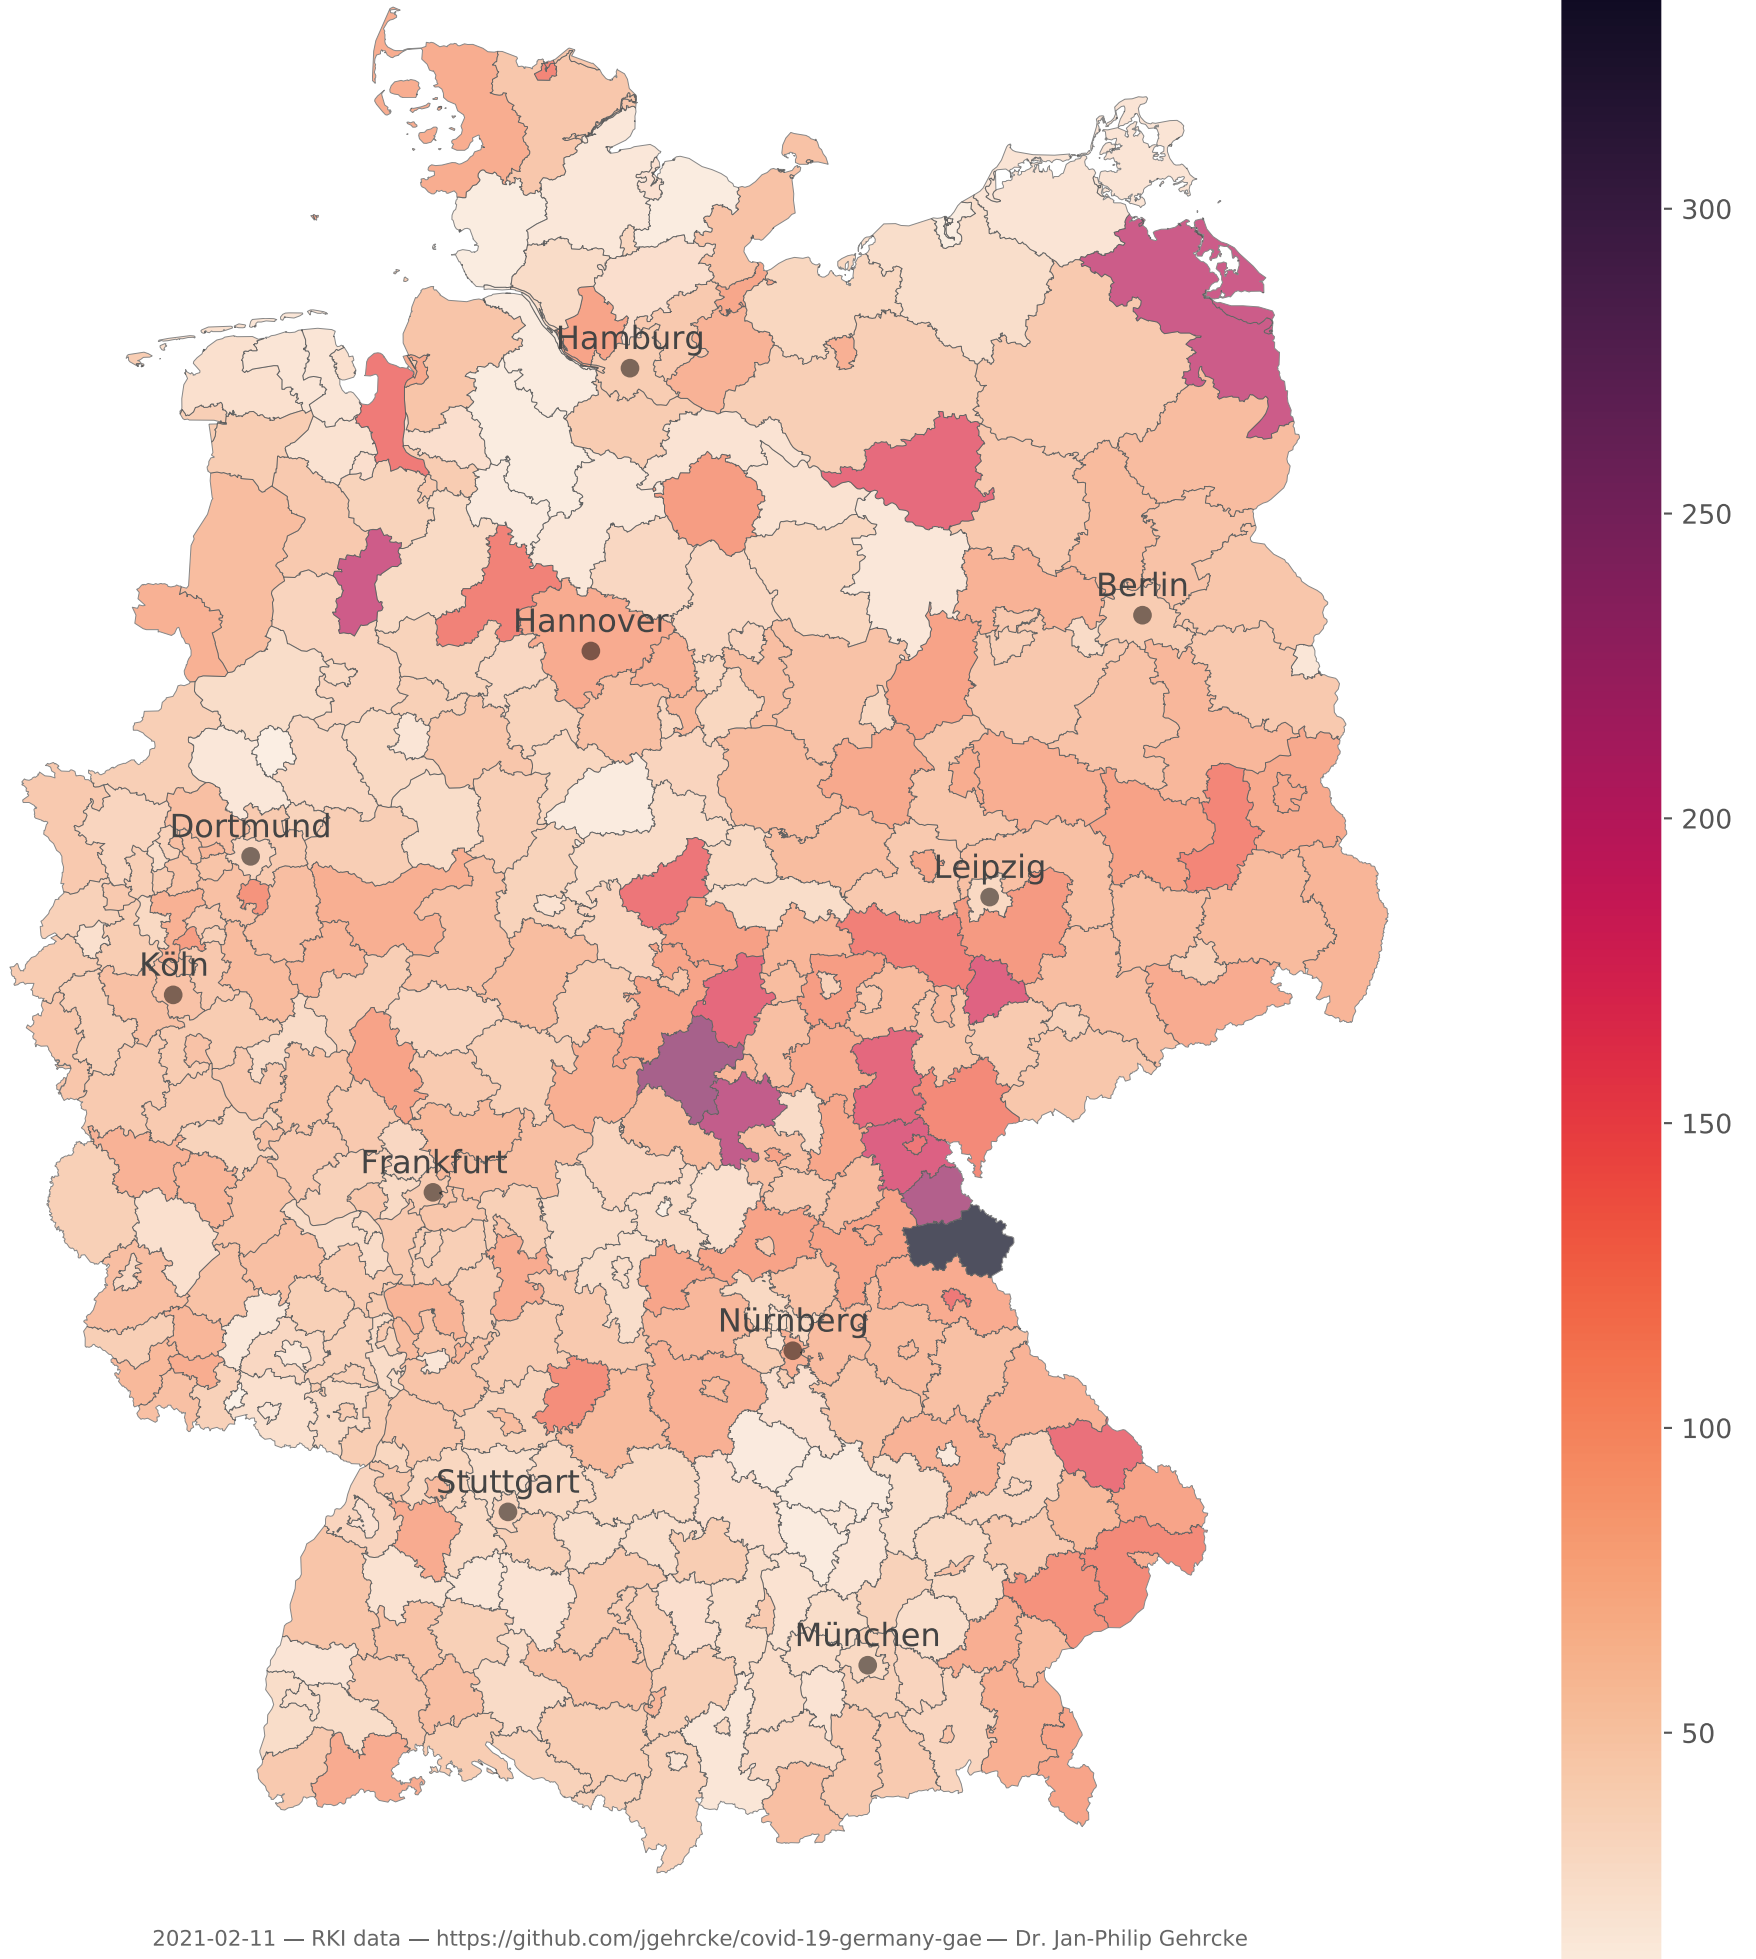 300
Hamburg
250
Berlin
Hannover
200
Dortmund
Leipzig
Köln
150
Frankfurt
Nürnberg
100
Stuttgart
München
50
2021-02-11 — RKI data — https://github.com/jgehrcke/covid-19-germany-gae — Dr. Jan-Philip Gehrcke